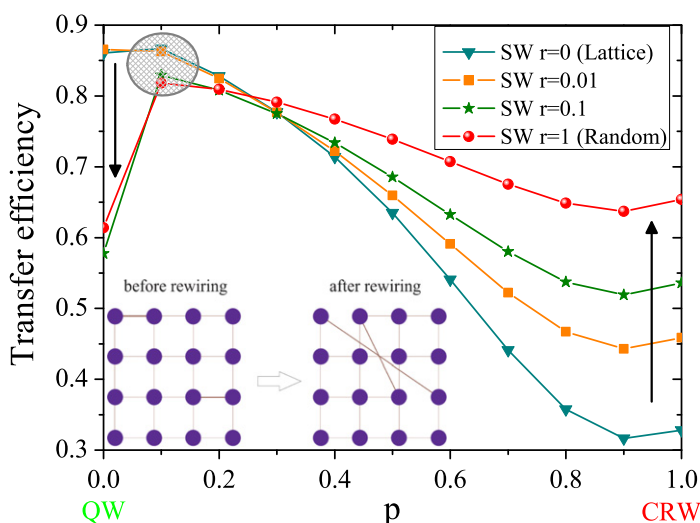 0.9
0.8
0.7
0.6
0.5
0.4
0.3
Transfer efficiency
SW r=0 (Lattice)
SW r=0.01
SW r=0.1
SW r=1 (Random)
before rewiring
after rewiring
0.0 0.2 0.4 0.6 0.8 1.0
QW p CRW